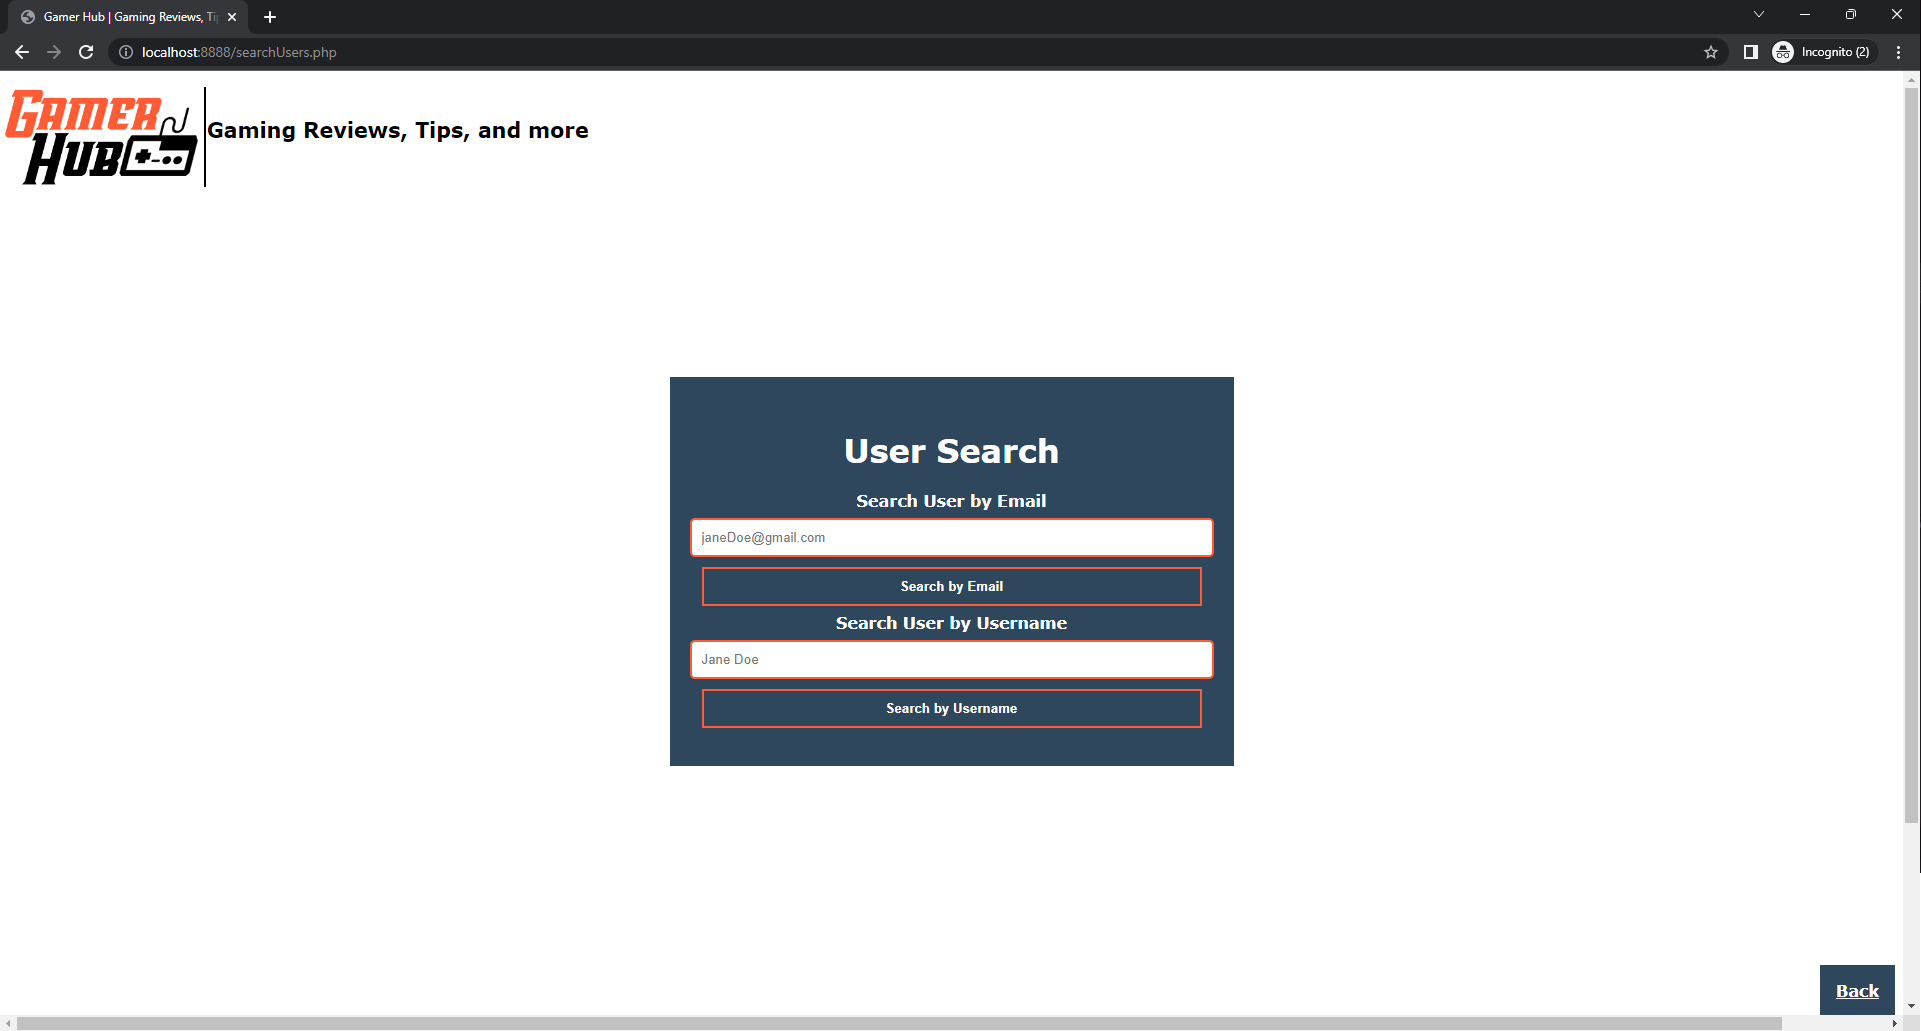 Gamer Hub | Gaming Reviews, Ti
localhost:8888/searchUsers.php
Incognito (2)
GAMER
HUB
Gaming Reviews, Tips, and more
User Search
Search User by Email
janeDoe@gmail.com
Search by Email
Search User by Username
Jane Doe
Search by Username
Back